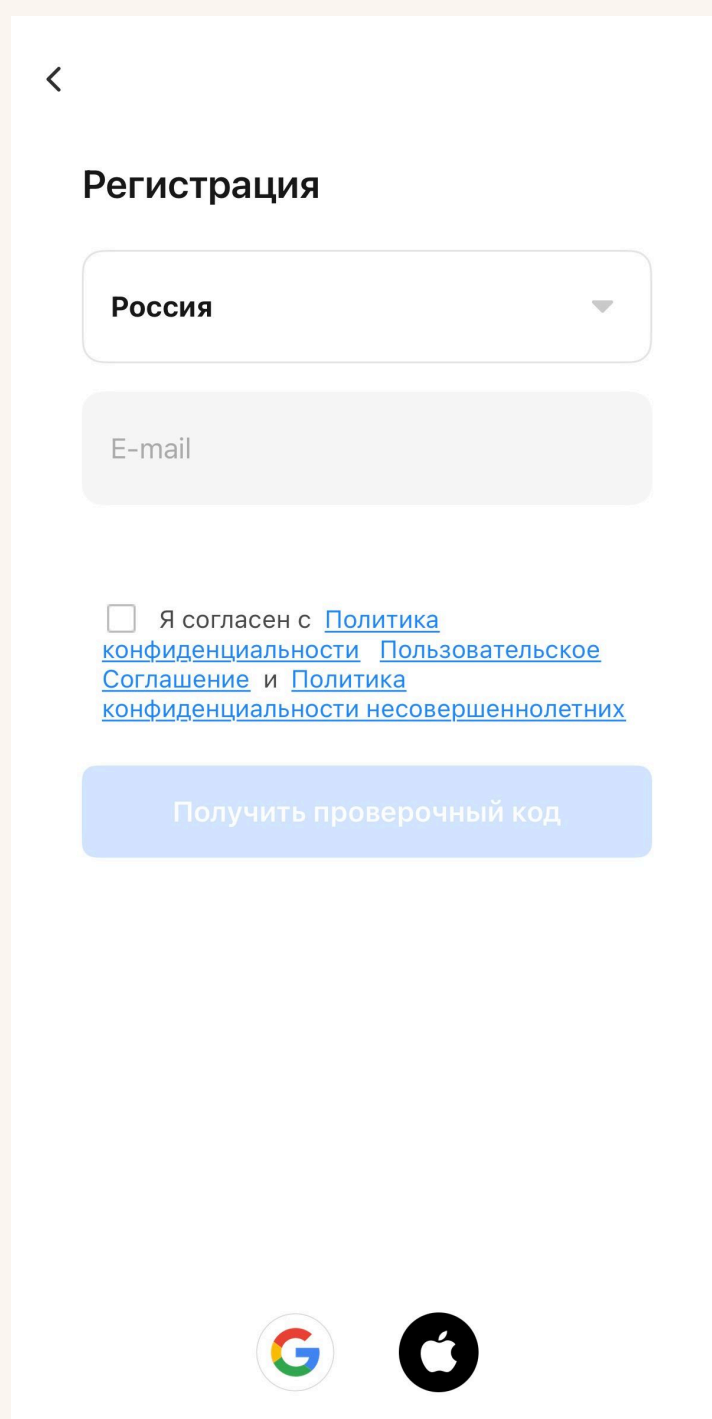 Регистрация
Россия
E-mail
Я согласен с Политика
конфиденциальности Пользовательское
Соглашение и Политика
конфиденциальности несовершеннолетних
Получить проверочный код